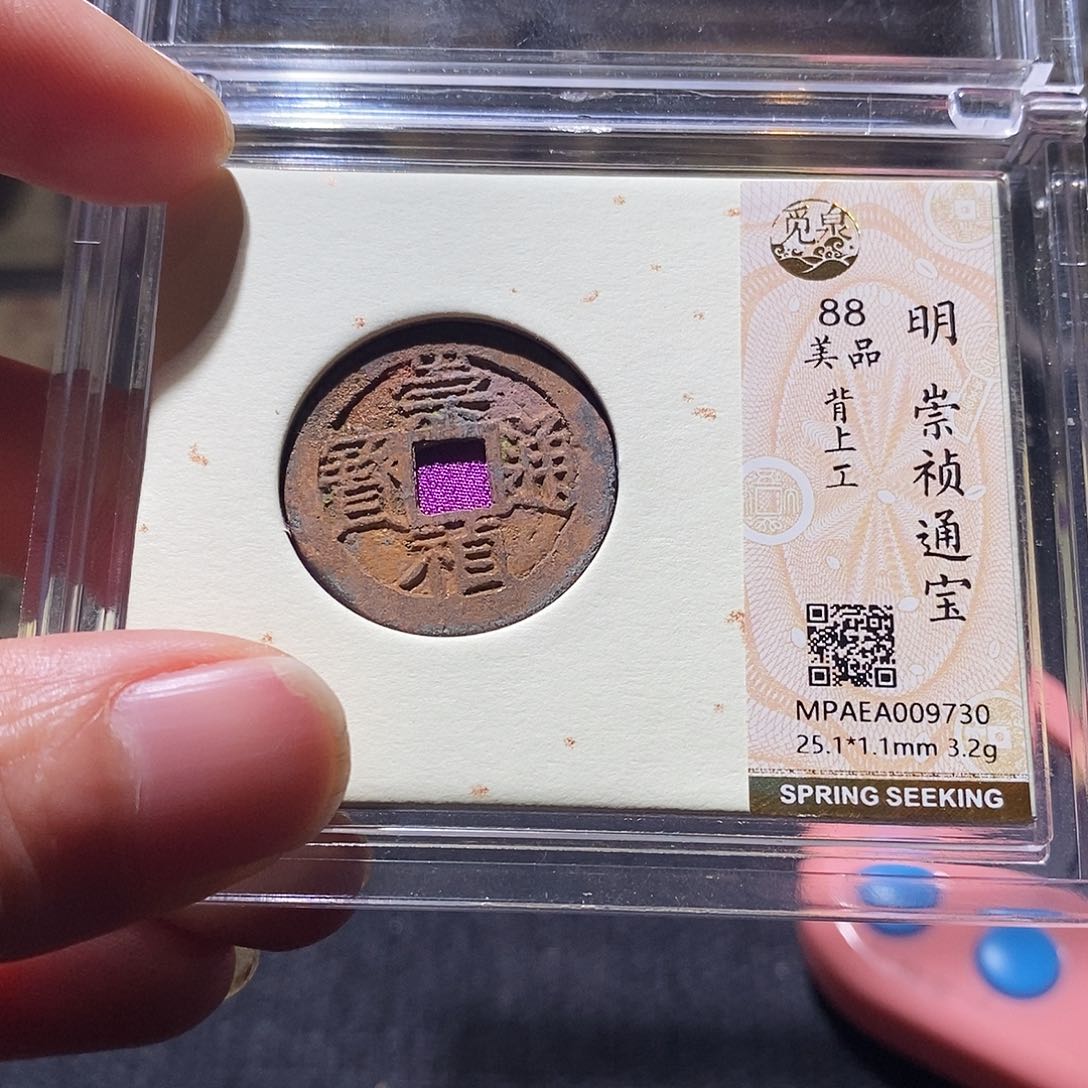 崇禎通寶
觅泉
88
美品
背上工
明 崇祯通宝
MPAEA009730
25.1*1.1mm 3.2g
SPRING SEEKING